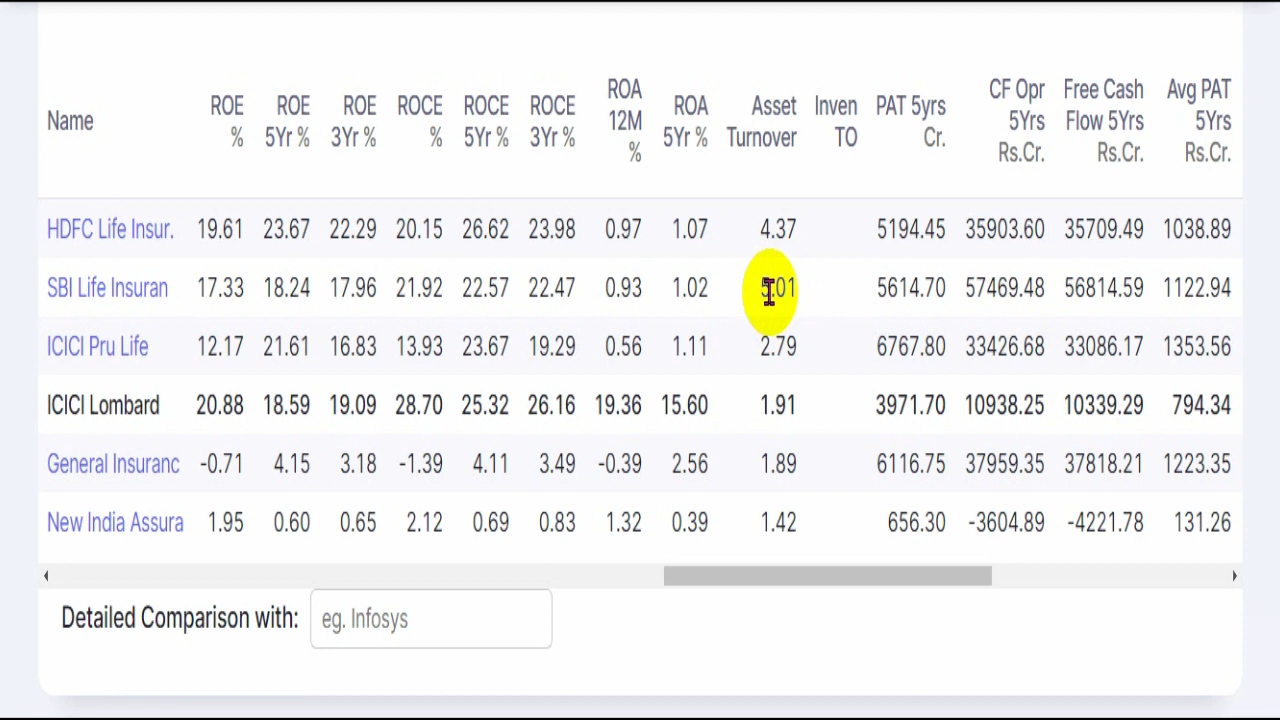 Name ROE % ROE 5Yr % ROE 3Yr % ROCE % ROCE 5Yr % ROCE 3Yr % ROA 12M % ROA 5Yr % Asset Turnover Inven TO PAT 5yrs Cr. CF Opr 5Yrs Rs.Cr. Free Cash Flow 5Yrs Rs.Cr. Avg PAT 5Yrs Rs.Cr.
HDFC Life Insur. 19.61 23.67 22.29 20.15 26.62 23.98 0.97 1.07 4.37 5194.45 35903.60 35709.49 1038.89
SBI Life Insuran 17.33 18.24 17.96 21.92 22.57 22.47 0.93 1.02 5.01 5614.70 57469.48 56814.59 1122.94
ICICI Pru Life 12.17 21.61 16.83 13.93 23.67 19.29 0.56 1.11 2.79 6767.80 33426.68 33086.17 1353.56
ICICI Lombard 20.88 18.59 19.09 28.70 25.32 26.16 19.36 15.60 1.91 3971.70 10938.25 10339.29 794.34
General Insuranc -0.71 4.15 3.18 -1.39 4.11 3.49 -0.39 2.56 1.89 6116.75 37959.35 37818.21 1223.35
New India Assura 1.95 0.60 0.65 2.12 0.69 0.83 1.32 0.39 1.42 656.30 -3604.89 -4221.78 131.26
Detailed Comparison with: eg. Infosys